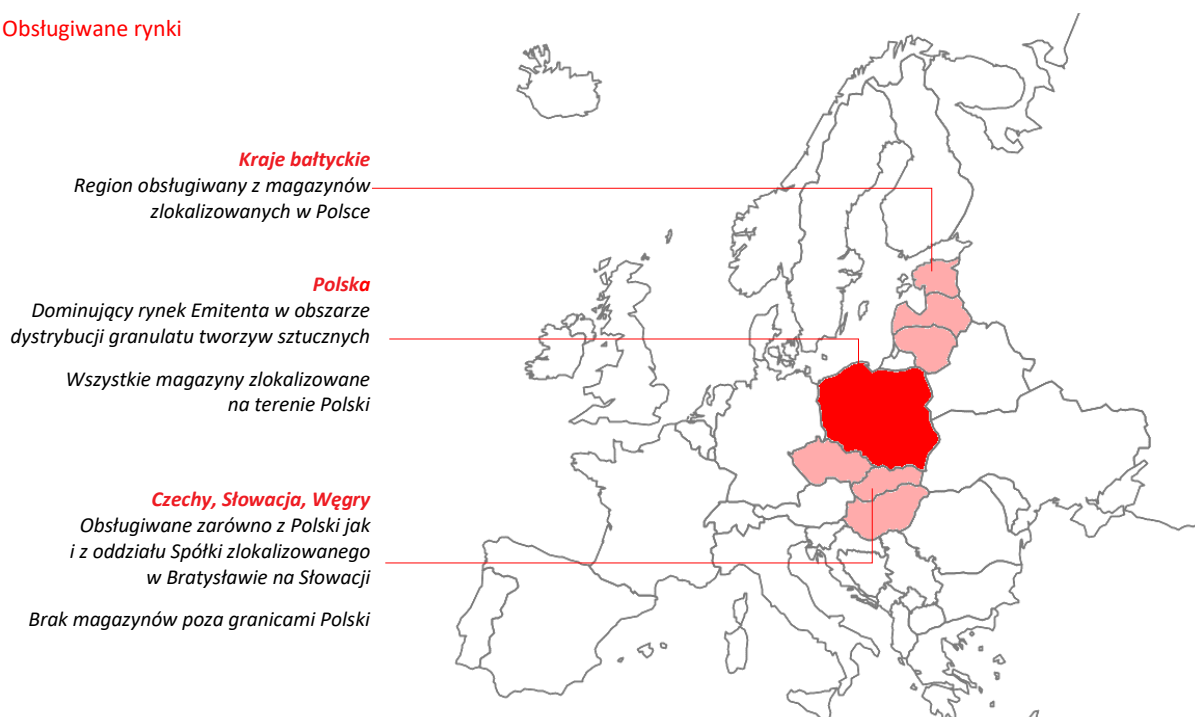 Obsługiwane rynki
Kraje bałtyckie
Region obsługiwany z magazynów
zlokalizowanych w Polsce
Polska
Dominujący rynek Emitenta w obszarze
dystrybucji granulatu tworzyw sztucznych
Wszystkie magazyny zlokalizowane
na terenie Polski
Czechy, Słowacja, Węgry
Obsługiwane zarówno z Polski jak
i z oddziału Spółki zlokalizowanego
w Bratysławie na Słowacji
Brak magazynów poza granicami Polski